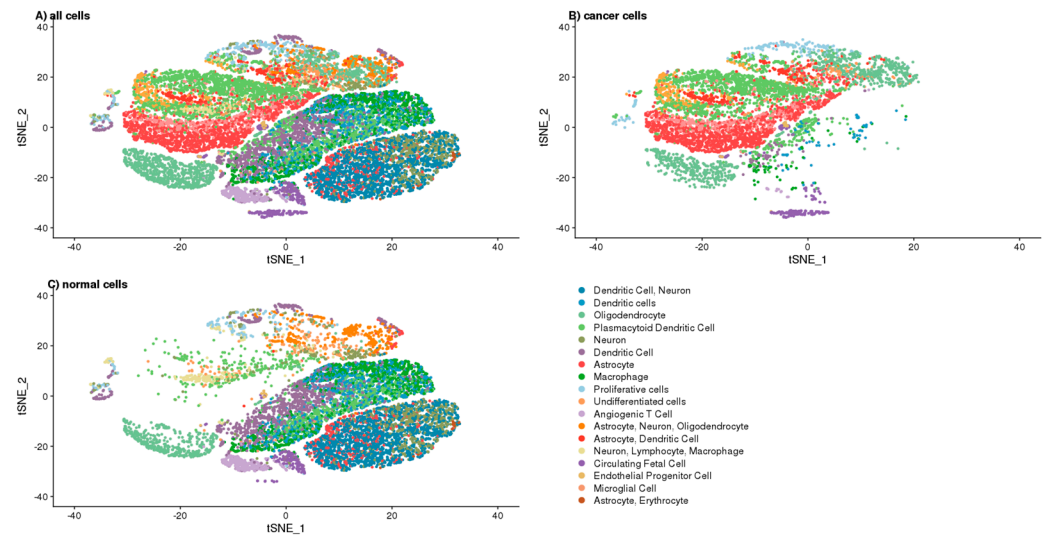 A) all cells
B) cancer cells
40
20
0
-20
-40
tSNE_2
-40
-20
0
20
40
tSNE_1
40
20
0
-20
-40
tSNE_2
-40
-20
0
20
40
tSNE_1
C) normal cells
40
20
0
-20
-40
tSNE_2
-40
-20
0
20
40
tSNE_1
Dendritic Cell, Neuron
Dendritic cells
Oligodendrocyte
Plasmacytoid Dendritic Cell
Neuron
Dendritic Cell
Astrocyte
Macrophage
Proliferative cells
Undifferentiated cells
Angiogenic T Cell
Astrocyte, Neuron, Oligodendrocyte
Astrocyte, Dendritic Cell
Neuron, Lymphocyte, Macrophage
Circulating Fetal Cell
Endothelial Progenitor Cell
Microglial Cell
Astrocyte, Erythrocyte